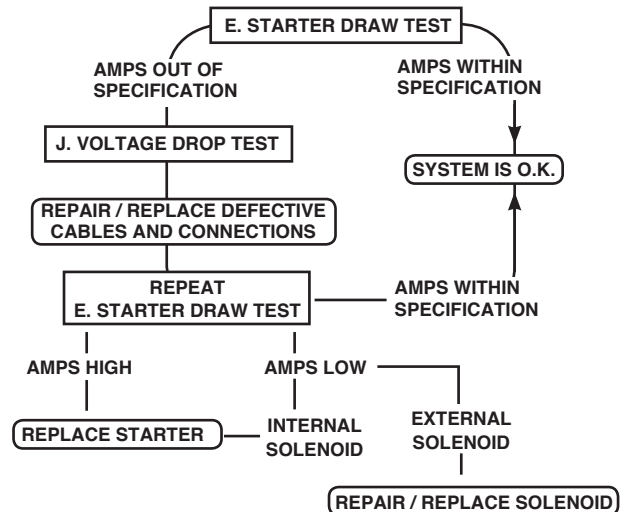 E. STARTER DRAW TEST
AMPS OUT OF
SPECIFICATION
AMPS WITHIN
SPECIFICATION
J. VOLTAGE DROP TEST
SYSTEM IS O.K.
REPAIR / REPLACE DEFECTIVE
CABLES AND CONNECTIONS
REPEAT
E. STARTER DRAW TEST
AMPS WITHIN
SPECIFICATION
AMPS HIGH
AMPS LOW
REPLACE STARTER
INTERNAL
SOLENOID
EXTERNAL
SOLENOID
REPAIR / REPLACE SOLENOID